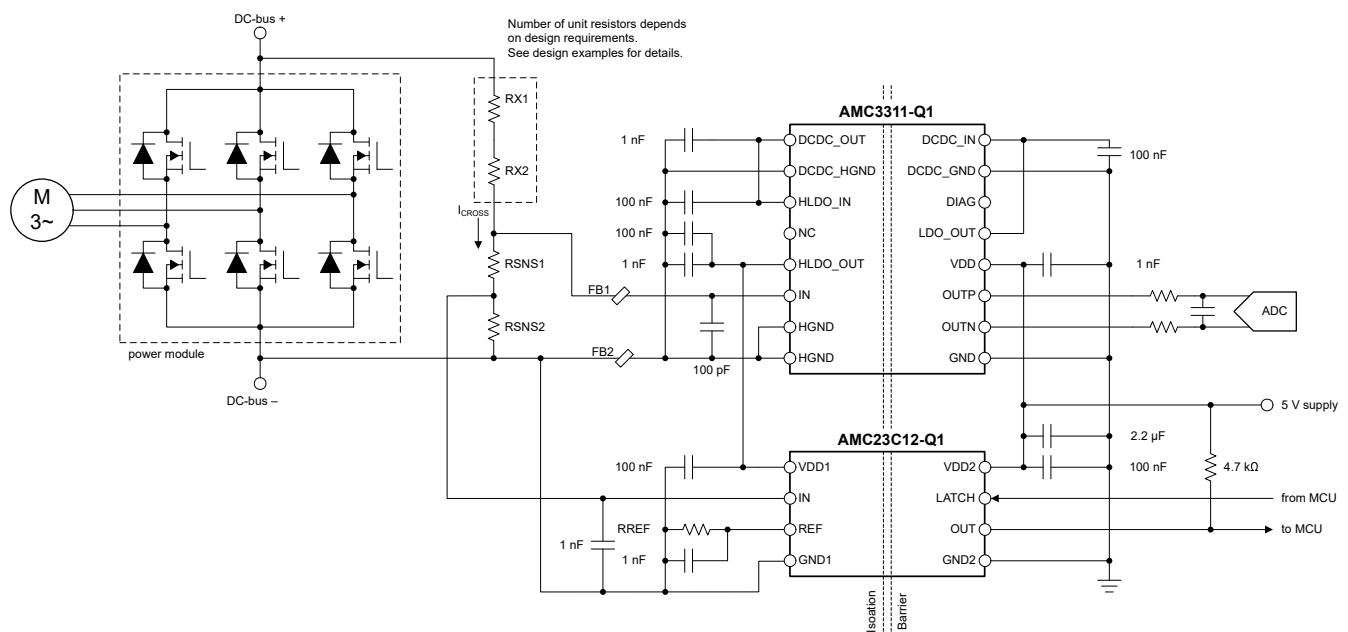 DC-bus +
Number of unit resistors depends
on design requirements.
See design examples for details.
RX1
RX2
I_CROSS
RSNS1
RSNS2
M
3~
power module
DC-bus –
FB1
FB2
1 nF
100 nF
100 nF
1 nF
100 pF
AMC3311-Q1
DCDC_OUT
DCDC_HGND
HLDO_IN
NC
HLDO_OUT
IN
HGND
HGND
DCDC_IN
DCDC_GND
DIAG
LDO_OUT
VDD
OUTP
OUTN
GND
100 nF
1 nF
ADC
5 V supply
2.2 µF
100 nF
4.7 kΩ
AMC23C12-Q1
100 nF
1 nF
RREF
1 nF
VDD1
IN
REF
GND1
VDD2
LATCH
OUT
GND2
from MCU
to MCU
Isoation
Barrier